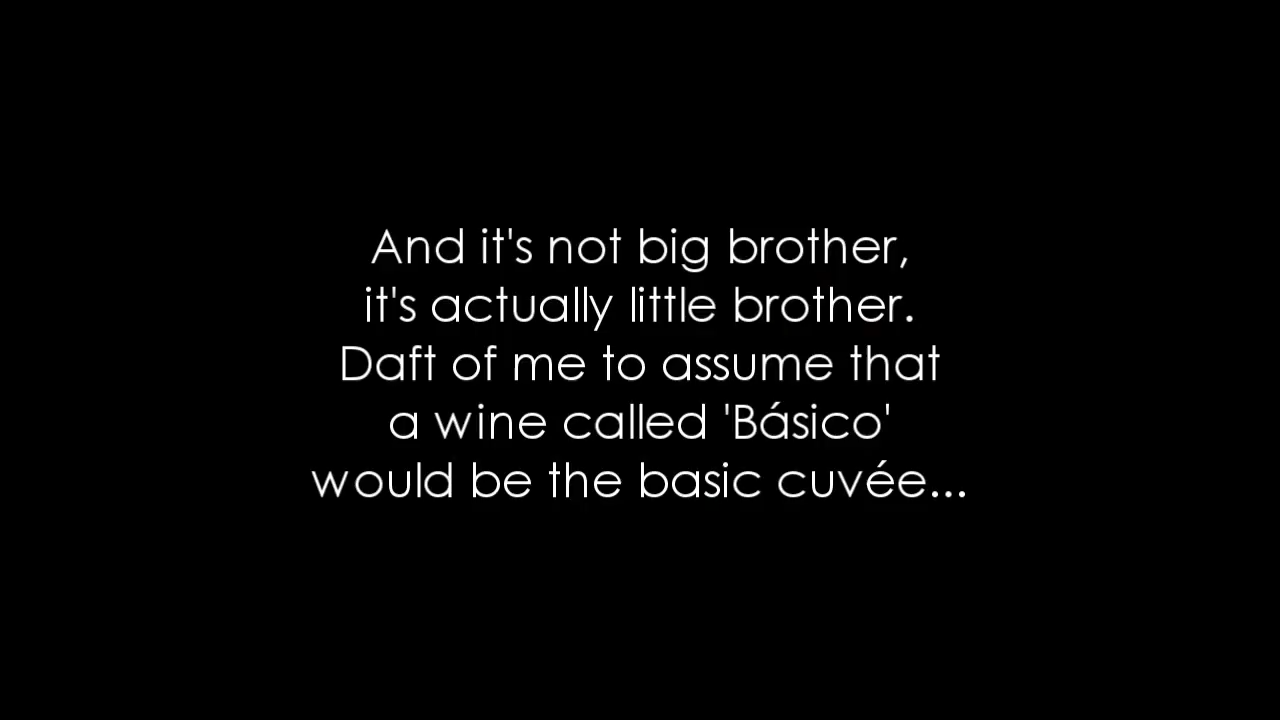 And it's not big brother,
it's actually little brother.
Daft of me to assume that
a wine called 'Básico'
would be the basic cuvée...